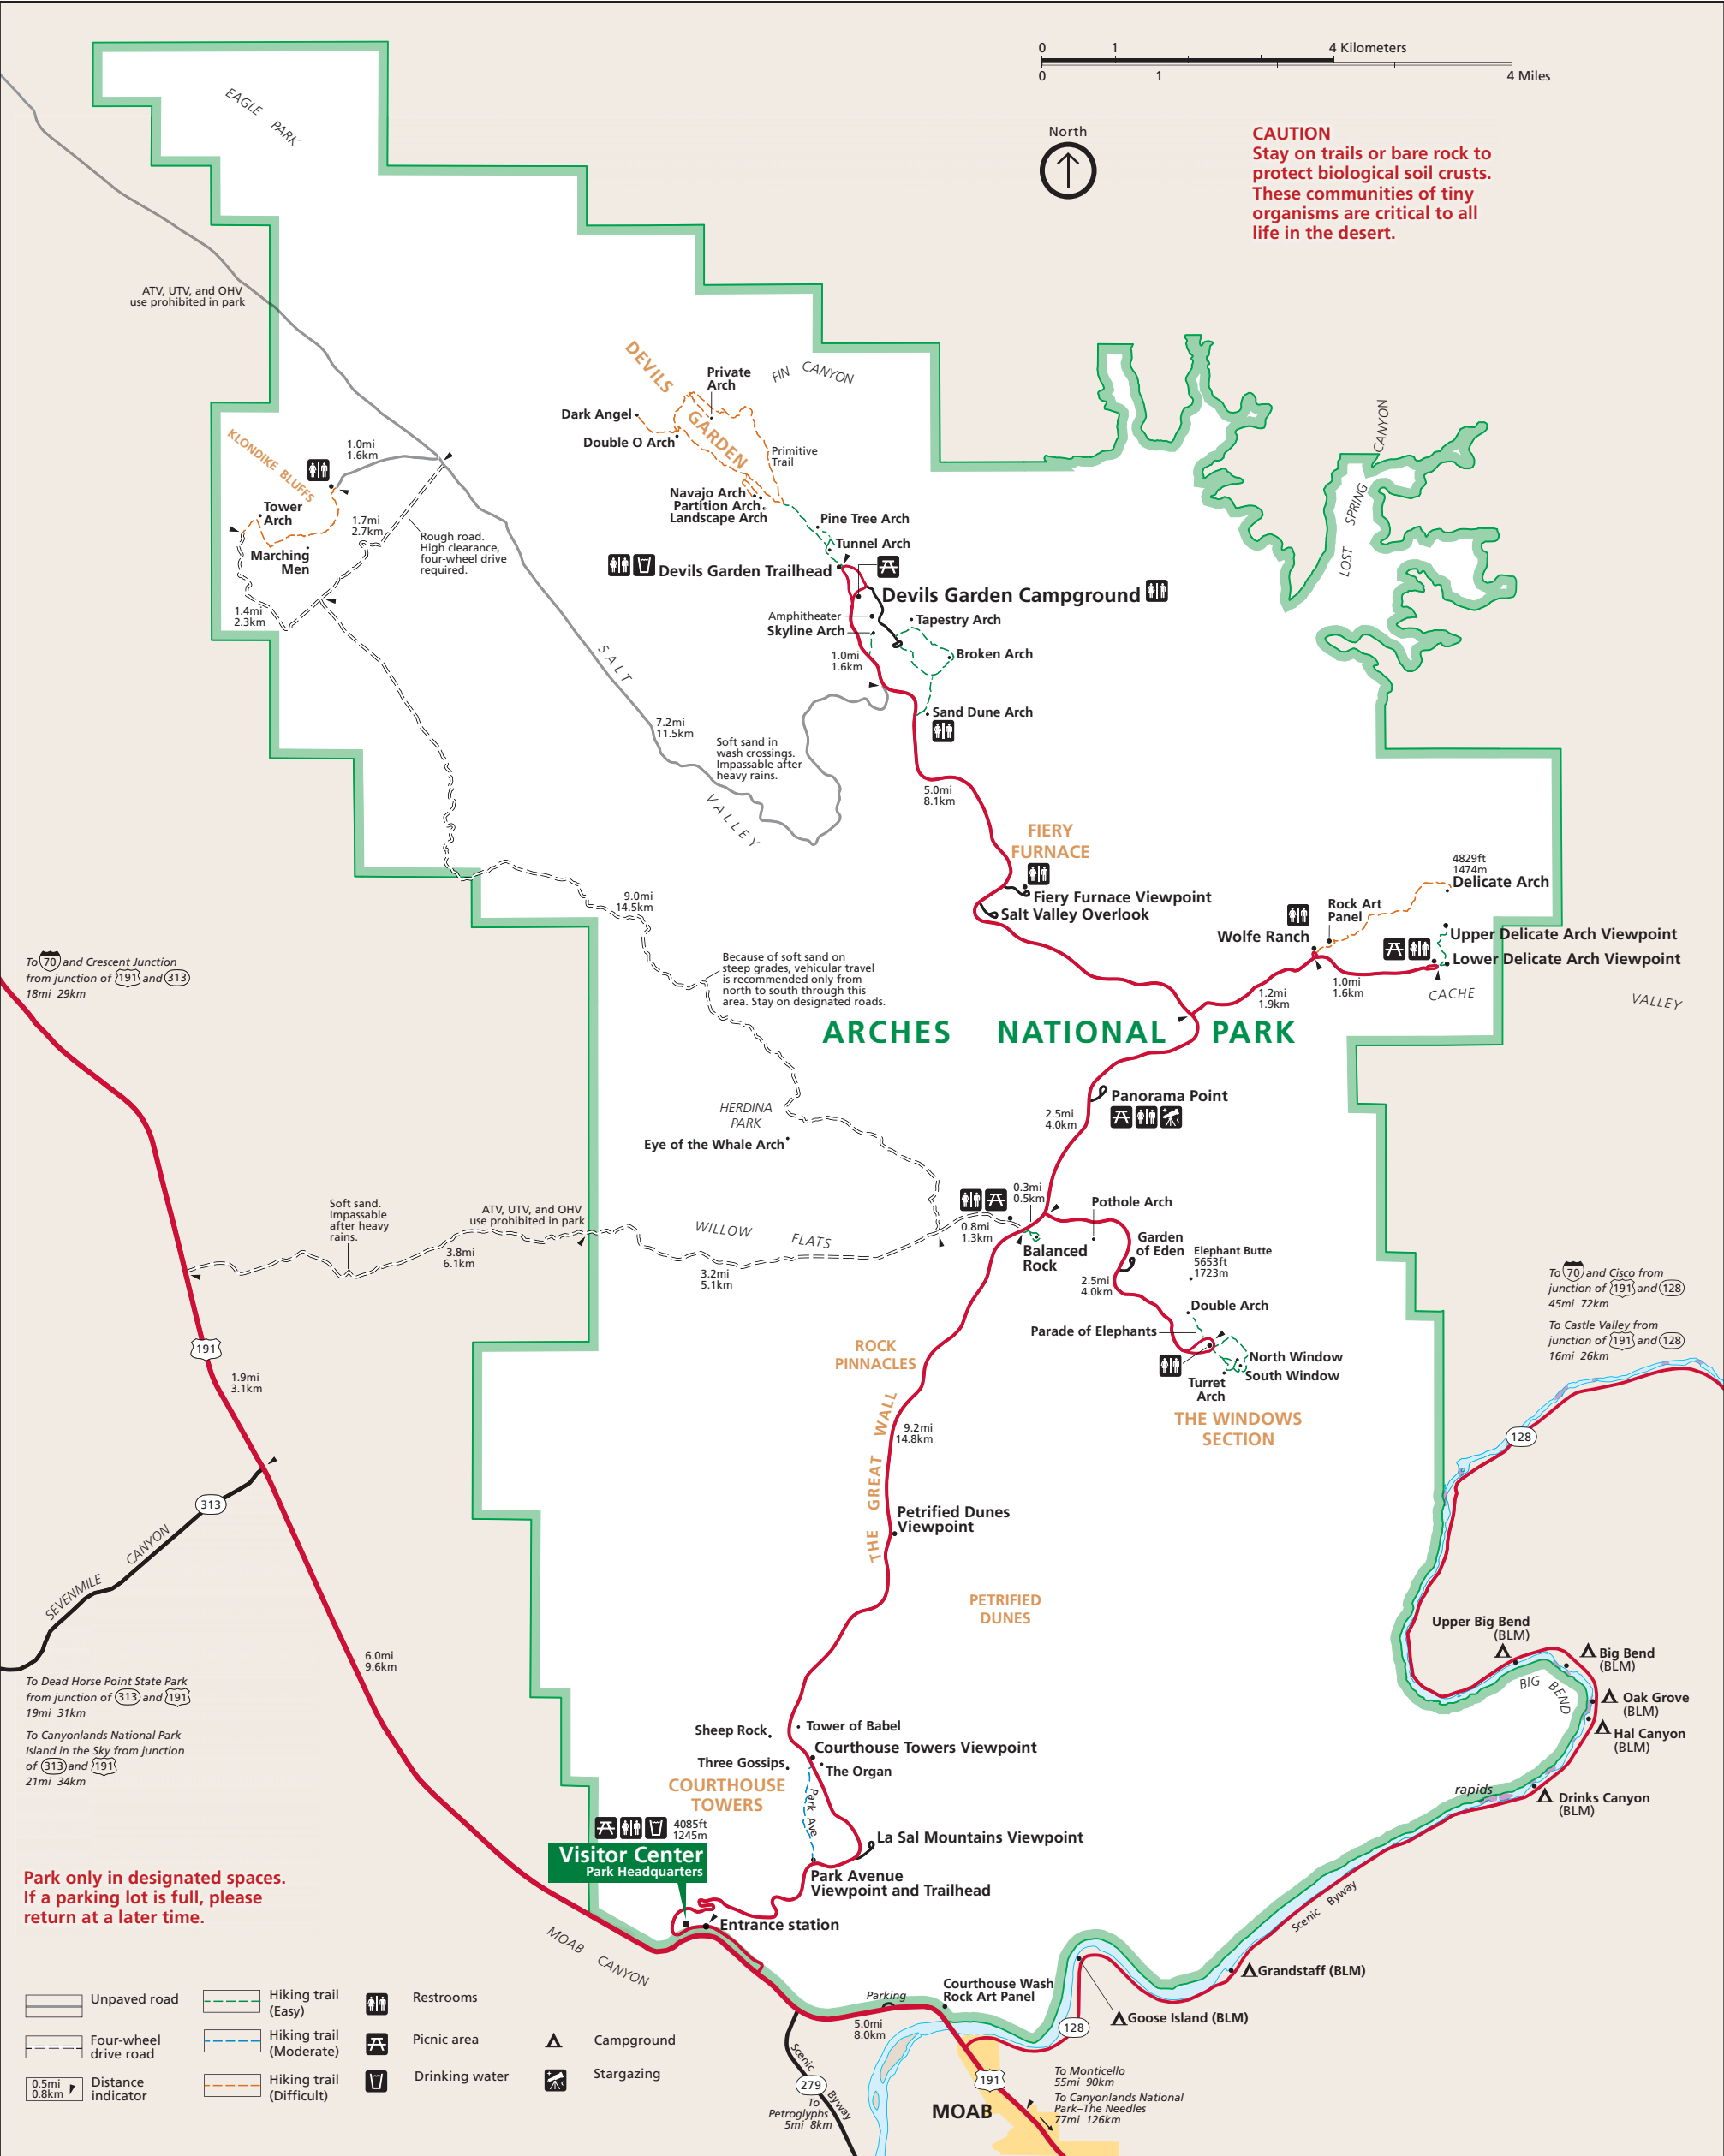 0 1 4 Kilometers
0 1 4 Miles
North
CAUTION
Stay on trails or bare rock to
protect biological soil crusts.
These communities of tiny
organisms are critical to all
life in the desert.
EAGLE PARK
ATV, UTV, and OHV
use prohibited in park
DEVILS
GARDEN
Private
Arch
FIN CANYON
Dark Angel
Double O Arch
Primitive
Trail
Navajo Arch
Partition Arch
Landscape Arch
Pine Tree Arch
Tunnel Arch
Devils Garden Trailhead
Devils Garden Campground
Amphitheater
Skyline Arch
Tapestry Arch
Broken Arch
1.0mi
1.6km
Sand Dune Arch
KLONDIKE BLUFFS
1.0mi
1.6km
Tower
Arch
1.7mi
2.7km
Marching
Men
Rough road.
High clearance,
four-wheel drive
required.
1.4mi
2.3km
LOST SPRING CANYON
SALT
VALLEY
7.2mi
11.5km
Soft sand in
wash crossings.
Impassable after
heavy rains.
5.0mi
8.1km
FIERY
FURNACE
Fiery Furnace Viewpoint
Salt Valley Overlook
4829ft
1474m
Delicate Arch
Rock Art
Panel
Wolfe Ranch
Upper Delicate Arch Viewpoint
Lower Delicate Arch Viewpoint
1.2mi
1.9km
1.0mi
1.6km
CACHE
VALLEY
9.0mi
14.5km
Because of soft sand on
steep grades, vehicular travel
is recommended only from
north to south through this
area. Stay on designated roads.
To 70 and Crescent Junction
from junction of 191 and 313
18mi 29km
ARCHES NATIONAL PARK
Panorama Point
2.5mi
4.0km
HERDINA
PARK
Eye of the Whale Arch
Soft sand.
Impassable
after heavy
rains.
ATV, UTV, and OHV
use prohibited in park
3.8mi
6.1km
WILLOW FLATS
3.2mi
5.1km
0.3mi
0.5km
0.8mi
1.3km
Balanced
Rock
Pothole Arch
Garden
of Eden
Elephant Butte
5653ft
1723m
2.5mi
4.0km
Double Arch
Parade of Elephants
North Window
South Window
Turret
Arch
THE WINDOWS
SECTION
To 70 and Cisco from
junction of 191 and 128
45mi 72km
To Castle Valley from
junction of 191 and 128
16mi 26km
128
191
1.9mi
3.1km
ROCK
PINNACLES
THE GREAT WALL
9.2mi
14.8km
Petrified Dunes
Viewpoint
PETRIFIED
DUNES
313
SEVENMILE CANYON
6.0mi
9.6km
To Dead Horse Point State Park
from junction of 313 and 191
19mi 31km
To Canyonlands National Park–
Island in the Sky from junction
of 313 and 191
21mi 34km
Upper Big Bend
(BLM)
Big Bend
(BLM)
BIG BEND
Oak Grove
(BLM)
Hal Canyon
(BLM)
rapids
Drinks Canyon
(BLM)
Sheep Rock
Tower of Babel
Courthouse Towers Viewpoint
Three Gossips
The Organ
COURTHOUSE
TOWERS
Park Ave
4085ft
1245m
La Sal Mountains Viewpoint
Visitor Center
Park Headquarters
Park Avenue
Viewpoint and Trailhead
Entrance station
Park only in designated spaces.
If a parking lot is full, please
return at a later time.
MOAB CANYON
Scenic Byway
Grandstaff (BLM)
Goose Island (BLM)
Courthouse Wash
Rock Art Panel
Parking
5.0mi
8.0km
128
Scenic Byway
279
To
Petroglyphs
5mi 8km
191
MOAB
To Monticello
55mi 90km
To Canyonlands National
Park–The Needles
77mi 126km
Unpaved road
Four-wheel
drive road
0.5mi
0.8km
Distance
indicator
Hiking trail
(Easy)
Hiking trail
(Moderate)
Hiking trail
(Difficult)
Restrooms
Picnic area
Drinking water
Campground
Stargazing